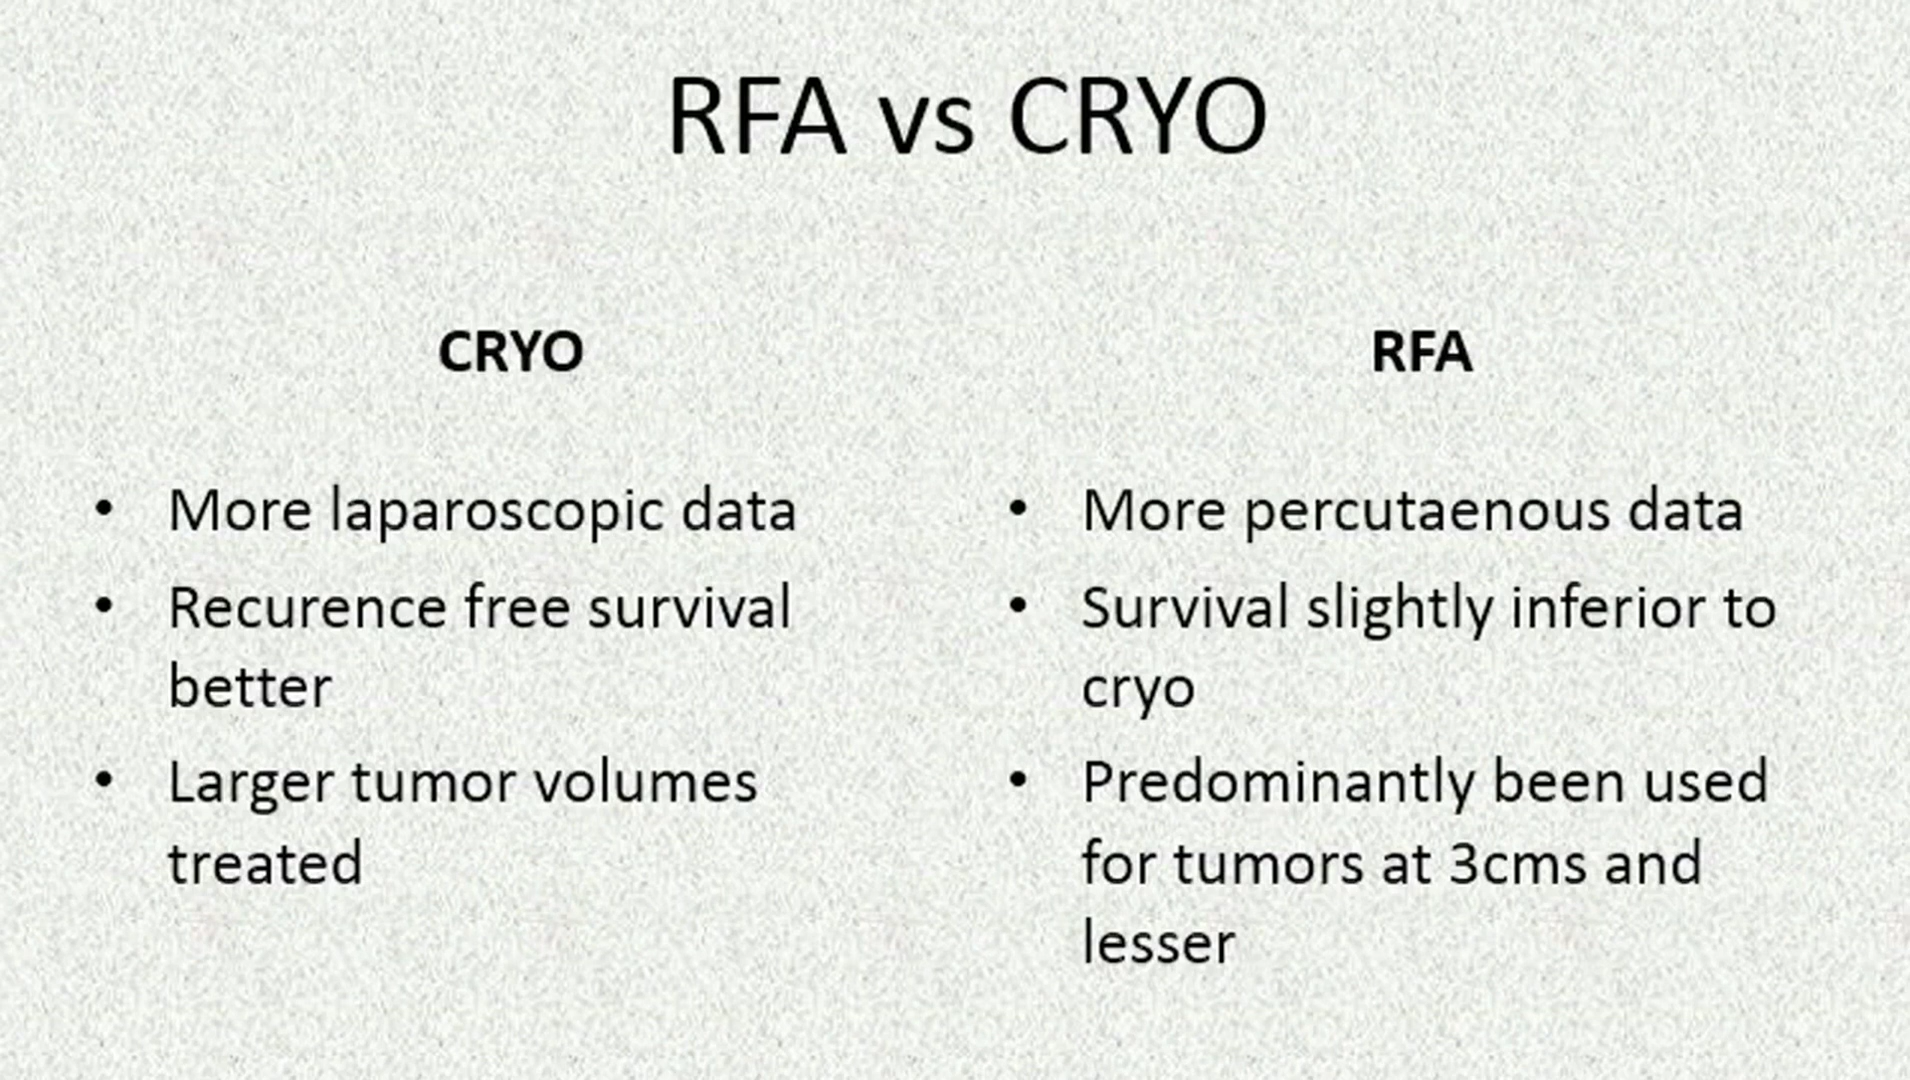 RFA vs CRYO
CRYO
• More laparoscopic data
• Recurence free survival
better
• Larger tumor volumes
treated
RFA
• More percutaenous data
• Survival slightly inferior to
cryo
• Predominantly been used
for tumors at 3cms and
lesser